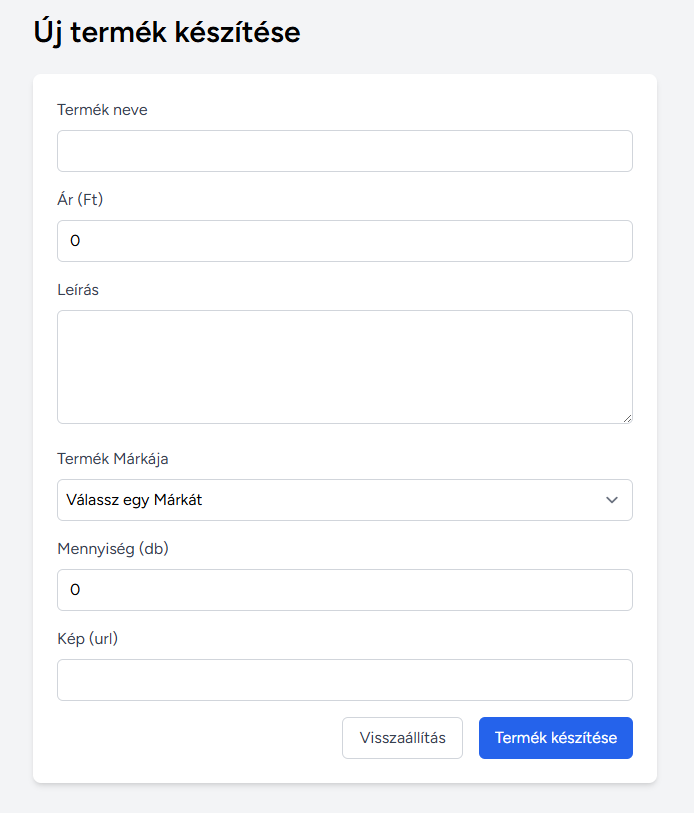 Új termék készítése
Termék neve
Ár (Ft)
0
Leírás
Termék Márkája
Válassz egy Márkát
Mennyiség (db)
0
Kép (url)
Visszaállítás
Termék készítése